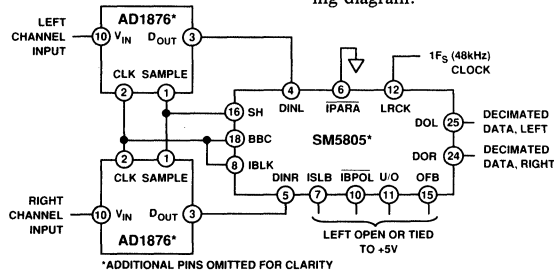 ing diagram.
AD1876*
LEFT
CHANNEL
INPUT
10 VIN DOUT 3
CLK SAMPLE
2 1
1FS (48kHz)
CLOCK
4 6 12
DINL IPARA LRCK
16 SH
18 BBC
8 IBLK
SM5805*
DOL 25
DECIMATED
DATA, LEFT
DOR 24
DECIMATED
DATA, RIGHT
DINR ISLB IBPOL U/O OFB
5 7 10 11 15
2 1
CLK SAMPLE
RIGHT
CHANNEL
INPUT
10 VIN DOUT 3
AD1876*
LEFT OPEN OR TIED
TO +5V
*ADDITIONAL PINS OMITTED FOR CLARITY